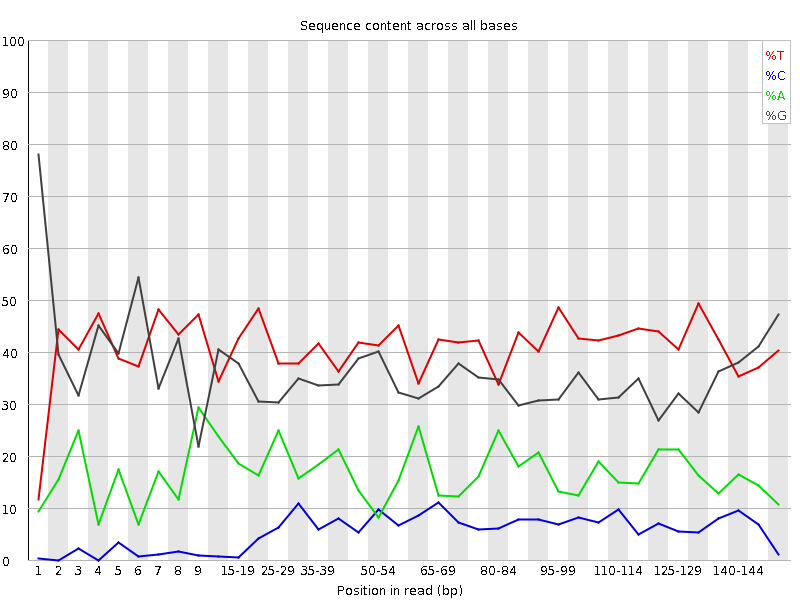 Sequence content across all bases
100
90
80
70
60
50
40
30
20
10
0
%T
%C
%A
%G
1 2 3 4 5 6 7 8 9 15-19 25-29 35-39 50-54 65-69 80-84 95-99 110-114 125-129 140-144
Position in read (bp)